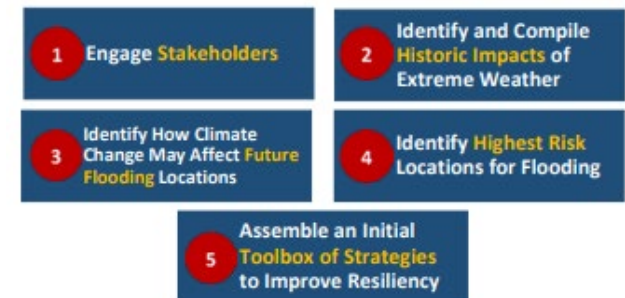 1 Engage Stakeholders
2 Identify and Compile
Historic Impacts of
Extreme Weather
3 Identify How Climate
Change May Affect Future
Flooding Locations
4 Identify Highest Risk
Locations for Flooding
5 Assemble an Initial
Toolbox of Strategies
to Improve Resiliency